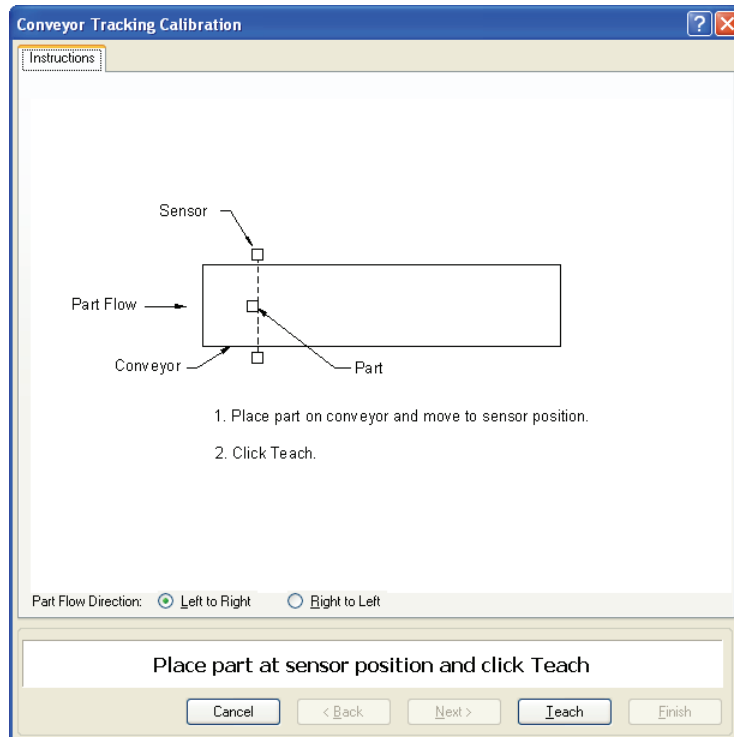 Conveyor Tracking Calibration
Instructions
Sensor
Part Flow
Conveyor
Part
1. Place part on conveyor and move to sensor position.
2. Click Teach.
Part Flow Direction: Left to Right Right to Left
Place part at sensor position and click Teach
Cancel < Back Next > Teach Finish